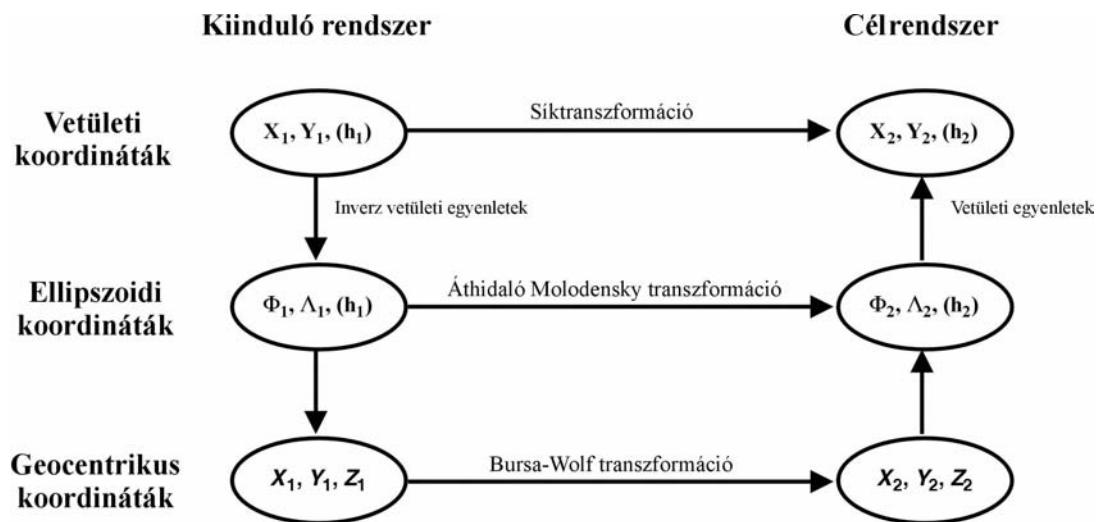 Kiinduló rendszer
Célrendszer
Vetületi
koordináták
X₁, Y₁, (h₁)
Síktranszformáció
X₂, Y₂, (h₂)
Inverz vetületi egyenletek
Vetületi egyenletek
Ellipszoidi
koordináták
Φ₁, Λ₁, (h₁)
Áthidaló Molodensky transzformáció
Φ₂, Λ₂, (h₂)
Geocentrikus
koordináták
X₁, Y₁, Z₁
Bursa-Wolf transzformáció
X₂, Y₂, Z₂